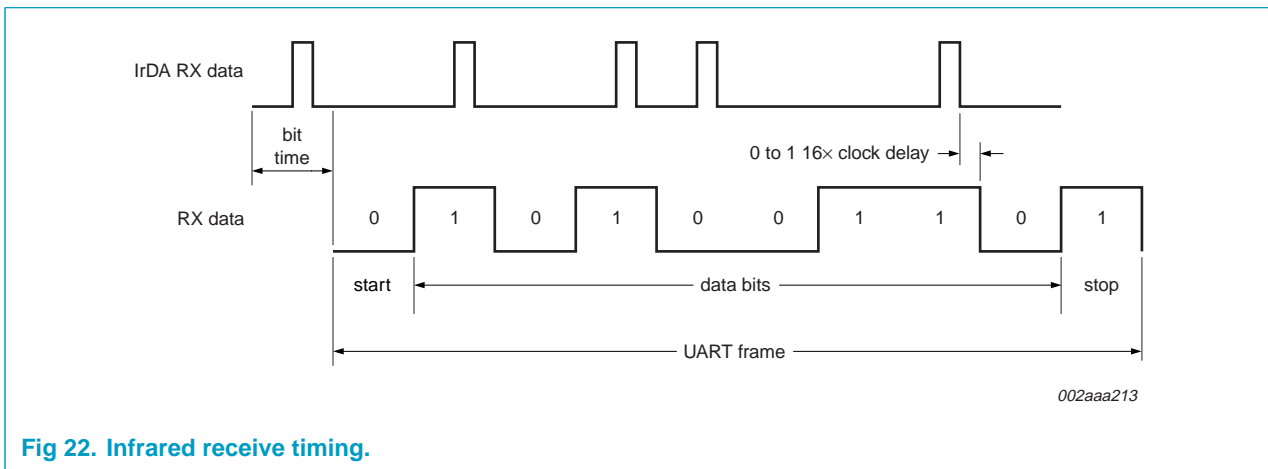 IrDA RX data
bit
time
0 to 1 16× clock delay
RX data
0 1 0 1 0 0 1 1 0 1
start
data bits
stop
UART frame
002aaa213
Fig 22. Infrared receive timing.